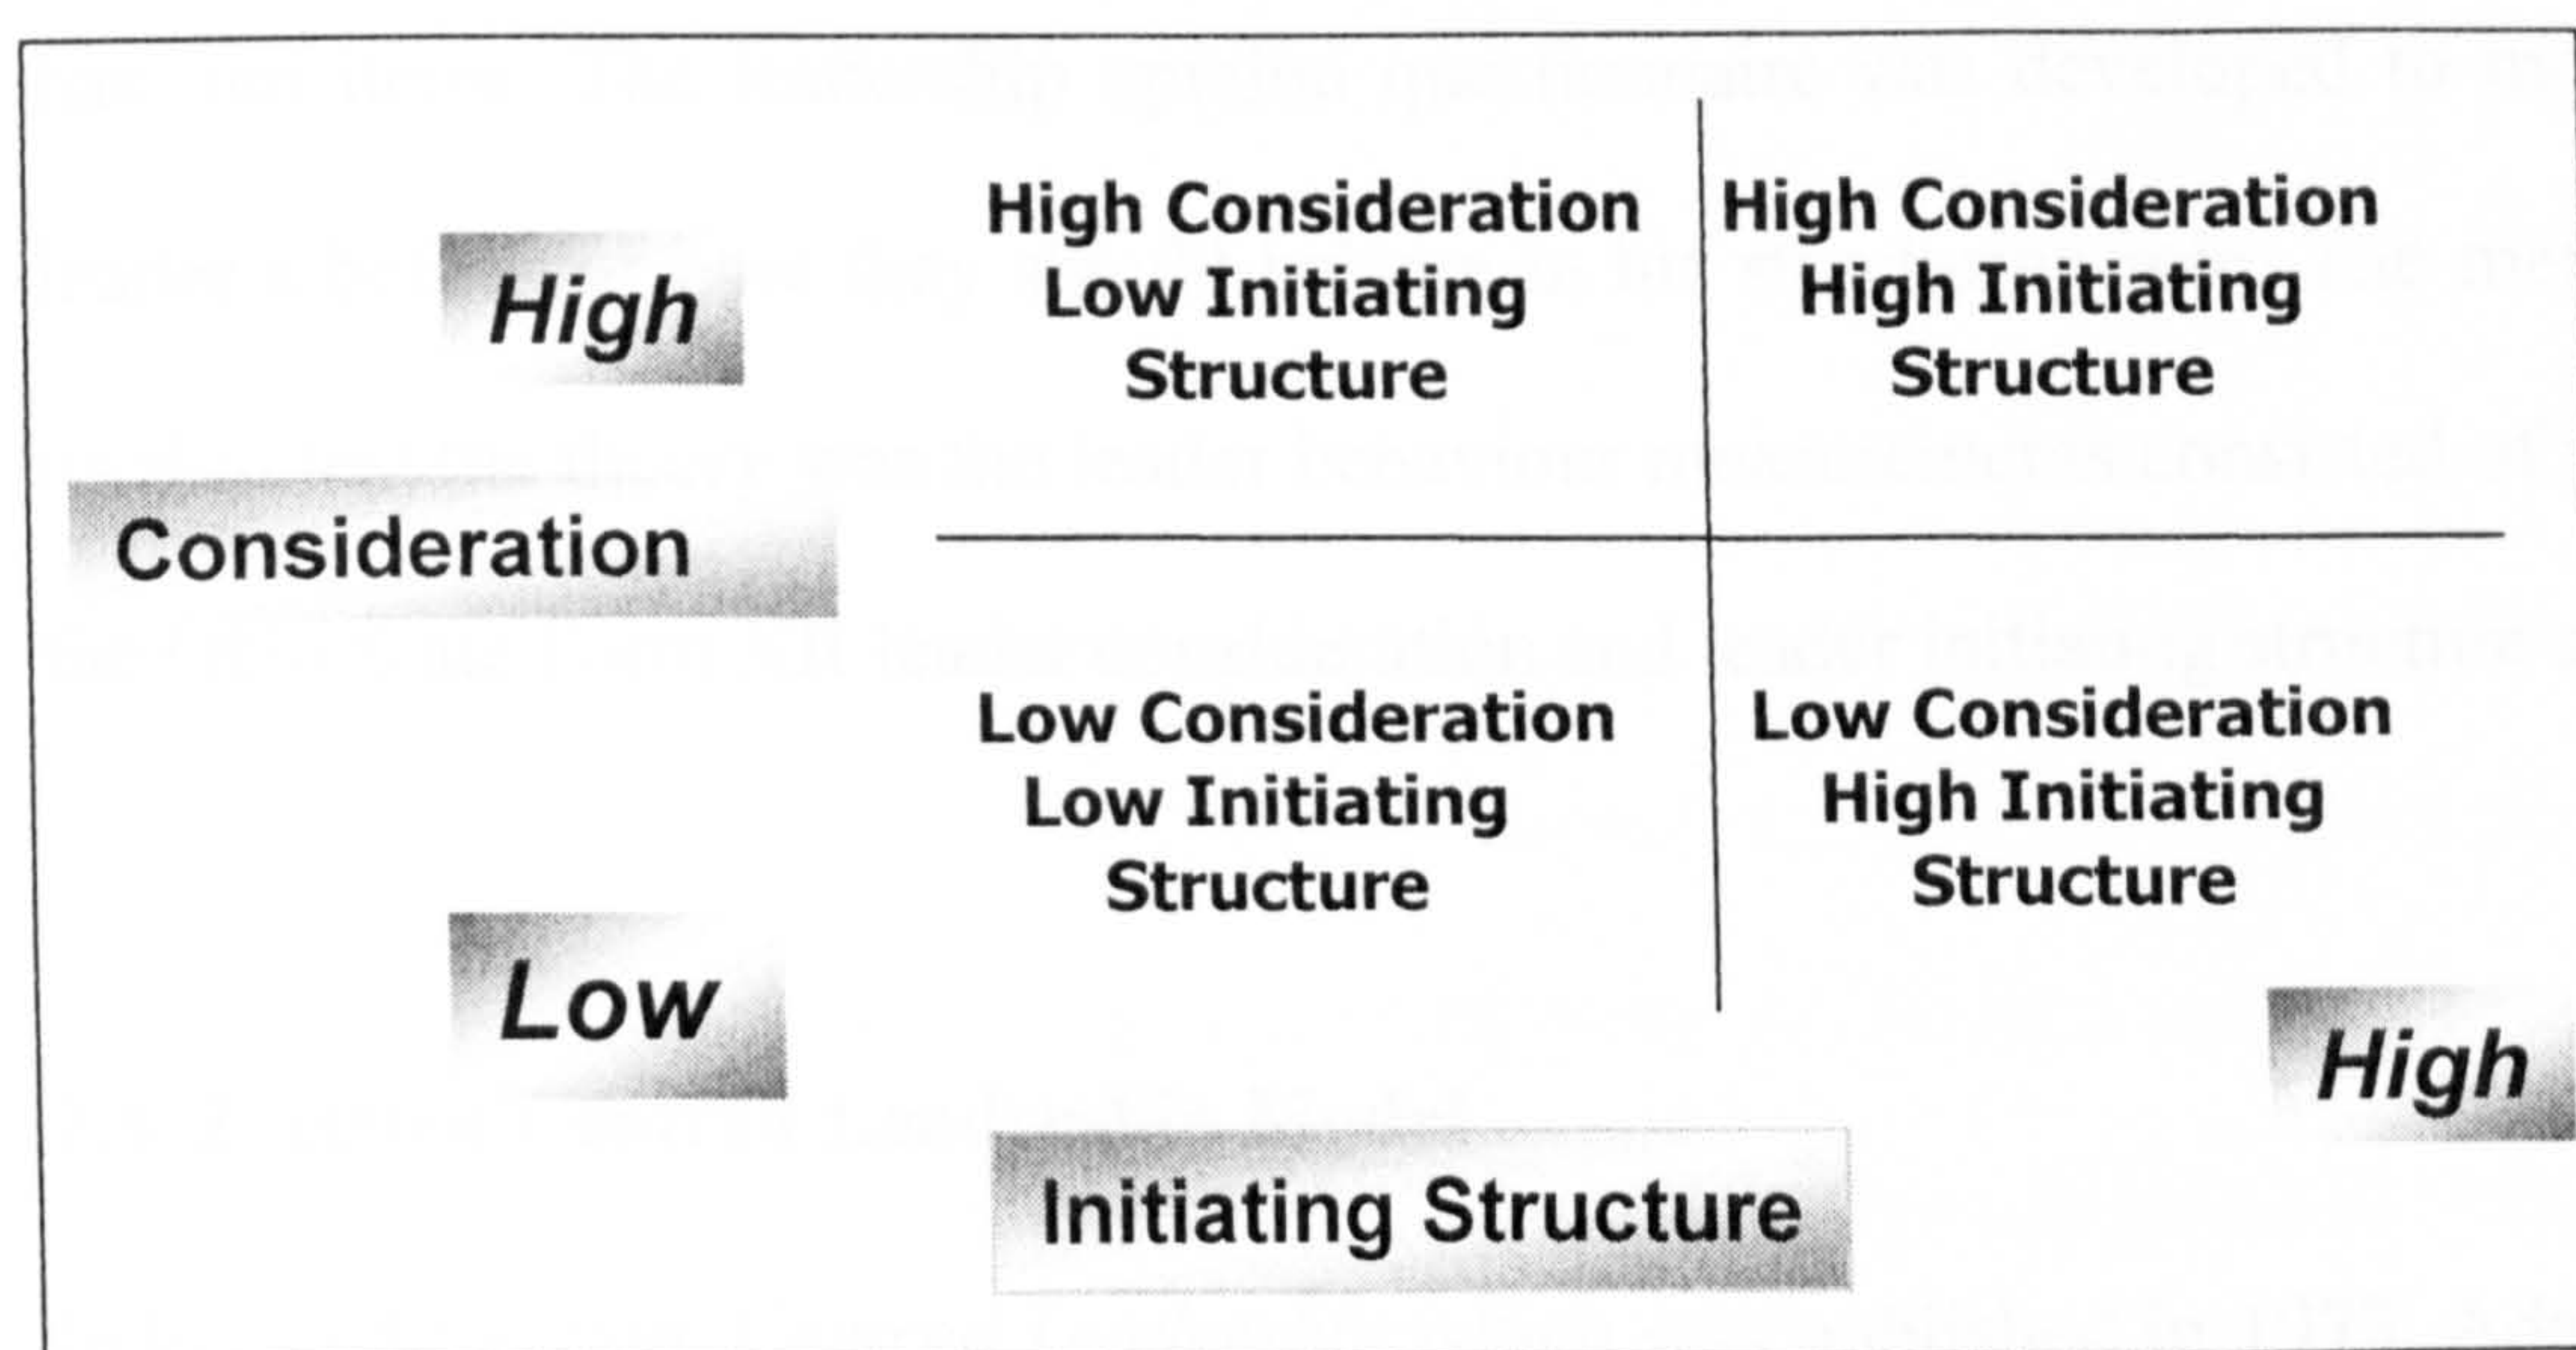 High Consideration
Low Initiating
Structure
High Consideration
High Initiating
Structure
High
Consideration
Low Consideration
Low Initiating
Structure
Low Consideration
High Initiating
Structure
Low
High
Initiating Structure